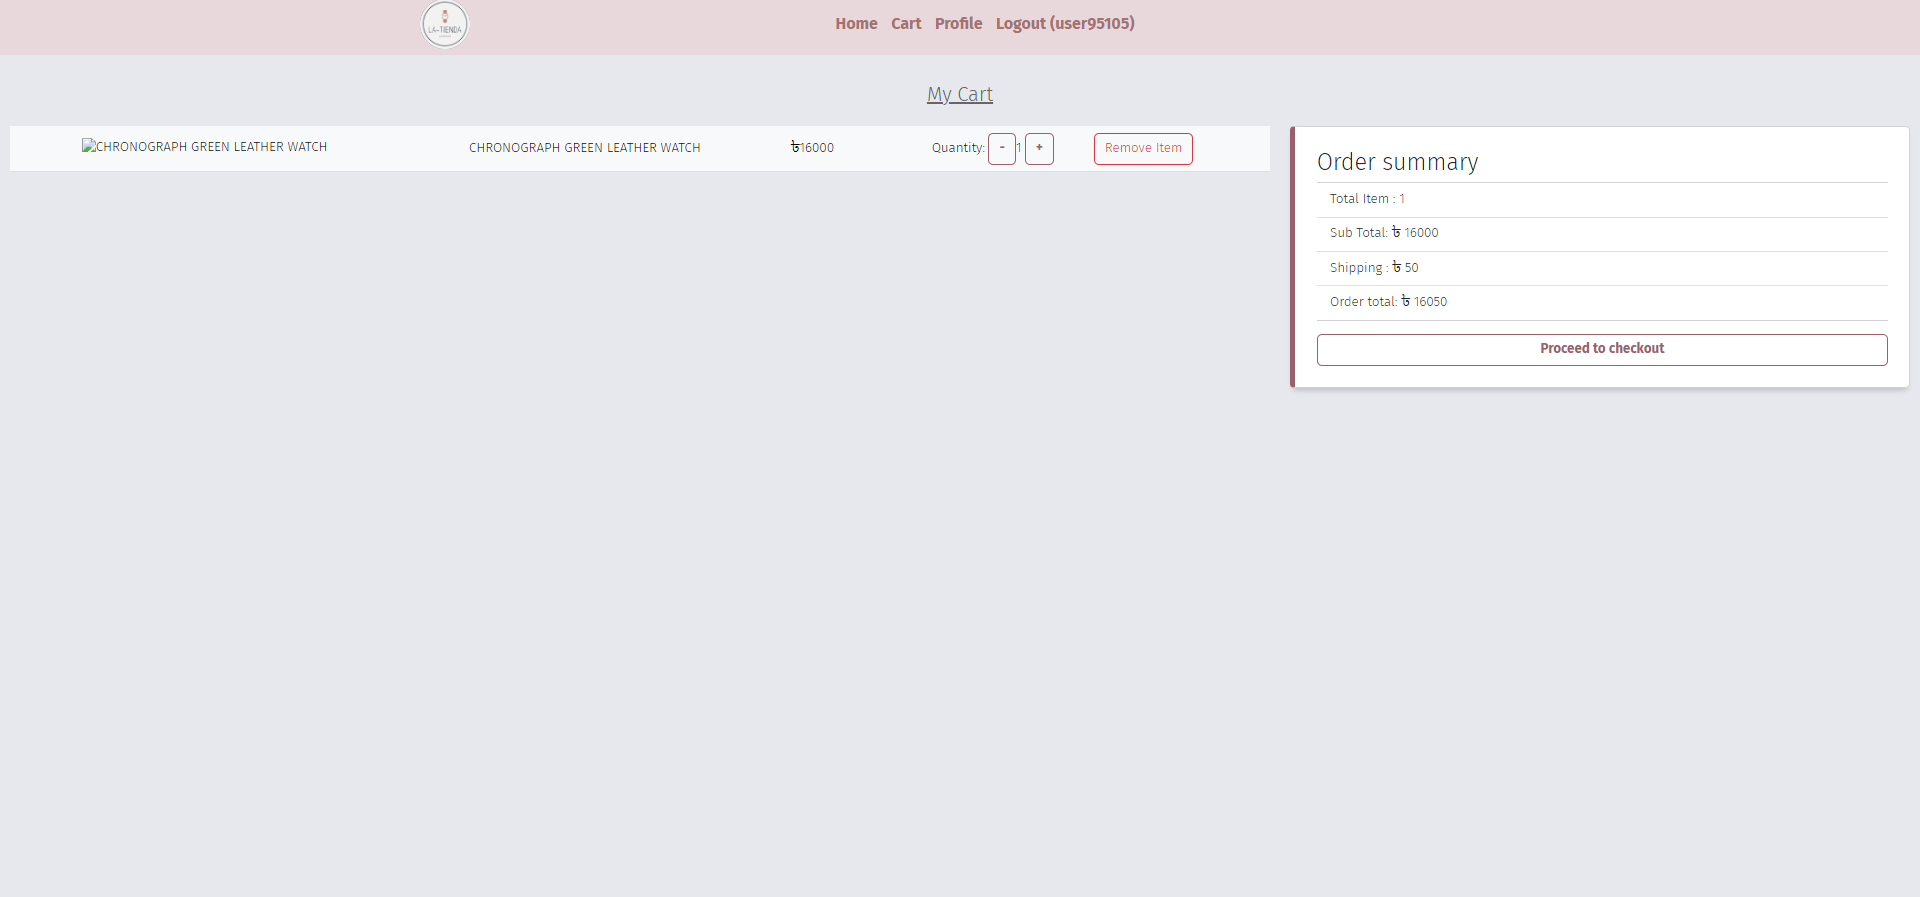 LA-TIENDA
Home Cart Profile Logout (user95105)
My Cart
CHRONOGRAPH GREEN LEATHER WATCH CHRONOGRAPH GREEN LEATHER WATCH ৳16000 Quantity: - 1 + Remove Item
Order summary
Total Item : 1
Sub Total: ৳ 16000
Shipping : ৳ 50
Order total: ৳ 16050
Proceed to checkout